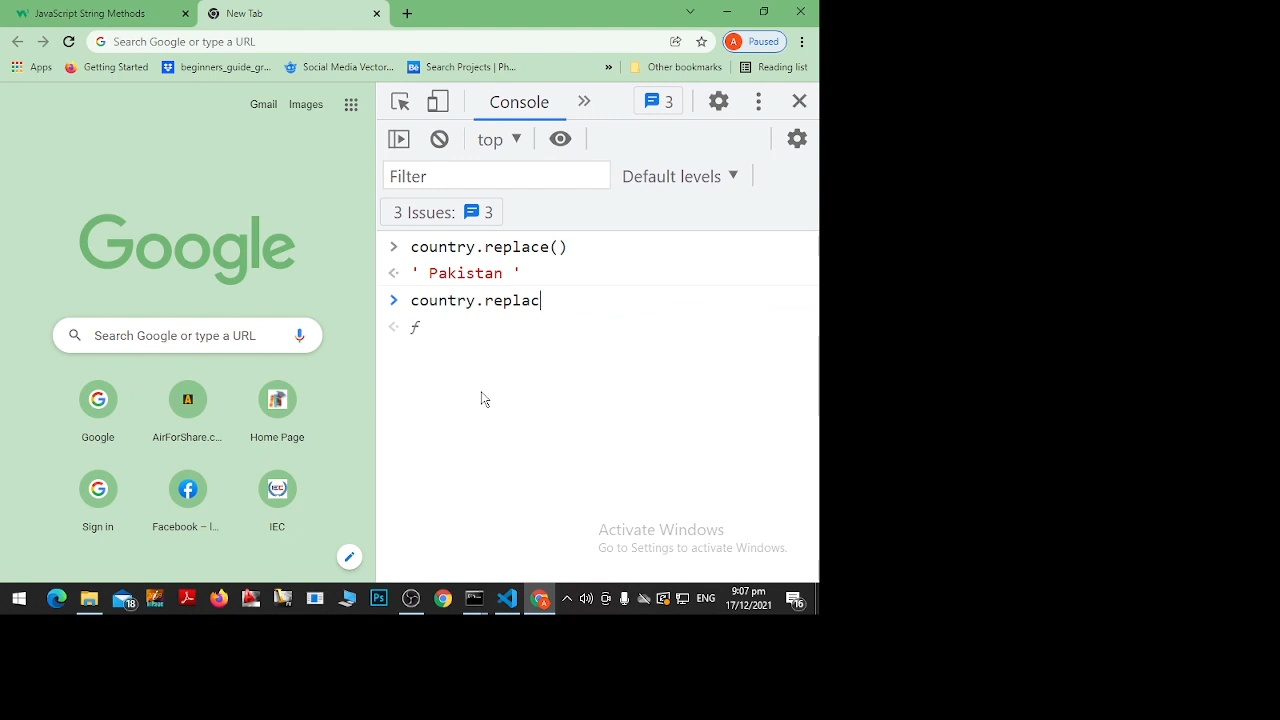 JavaScript String Methods
New Tab
Search Google or type a URL
A Paused
Apps Getting Started beginners_guide_gr... Social Media Vector... Search Projects | Ph... » Other bookmarks Reading list
Gmail Images
Console 3
top
Filter Default levels
3 Issues: 3
> country.replace()
' Pakistan '
> country.replac
f
Google
Search Google or type a URL
Google AirForShare.c... Home Page
Sign in Facebook – l... IEC
Activate Windows
Go to Settings to activate Windows.
18 Ps ENG 9:07 pm 16
17/12/2021